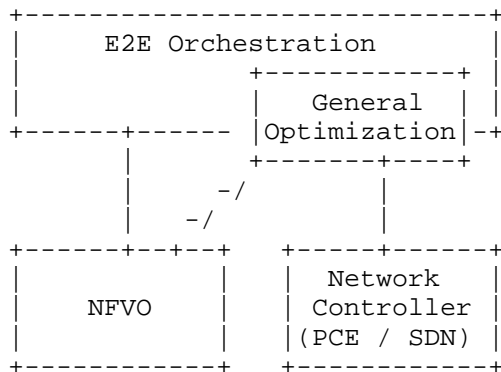 E2E Orchestration
General
Optimization
Network
NFVO Controller
(PCE / SDN)